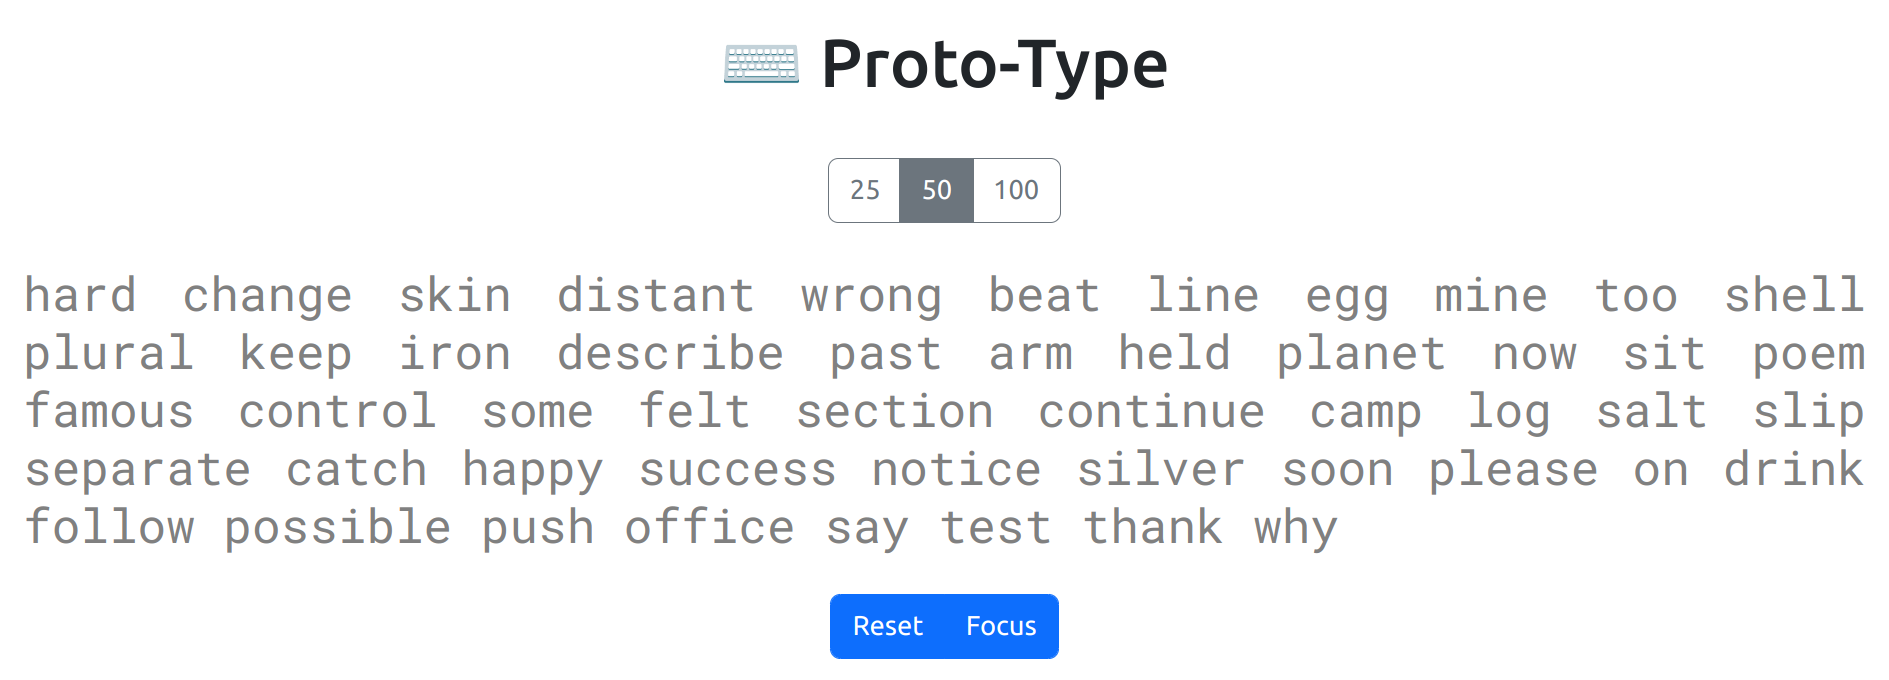 Proto-Type
25 50 100
hard change skin distant wrong beat line egg mine too shell
plural keep iron describe past arm held planet now sit poem
famous control some felt section continue camp log salt slip
separate catch happy success notice silver soon please on drink
follow possible push office say test thank why
Reset Focus